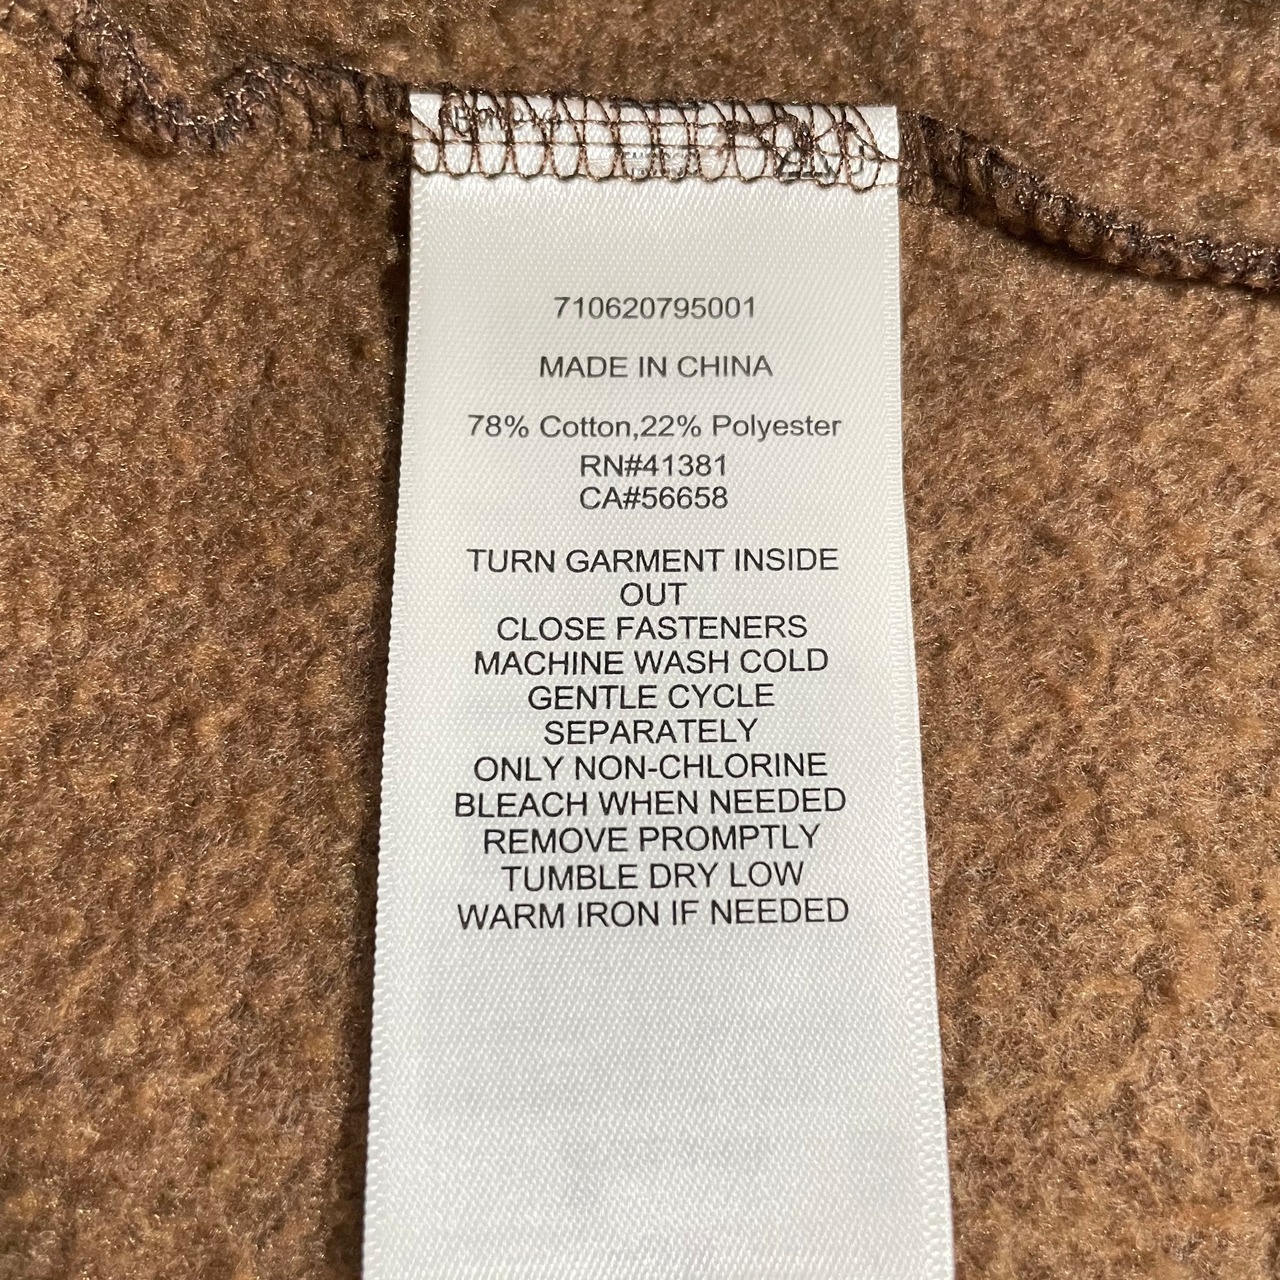 710620795001
MADE IN CHINA
78% Cotton,22% Polyester
RN#41381
CA#56658
TURN GARMENT INSIDE
OUT
CLOSE FASTENERS
MACHINE WASH COLD
GENTLE CYCLE
SEPARATELY
ONLY NON-CHLORINE
BLEACH WHEN NEEDED
REMOVE PROMPTLY
TUMBLE DRY LOW
WARM IRON IF NEEDED